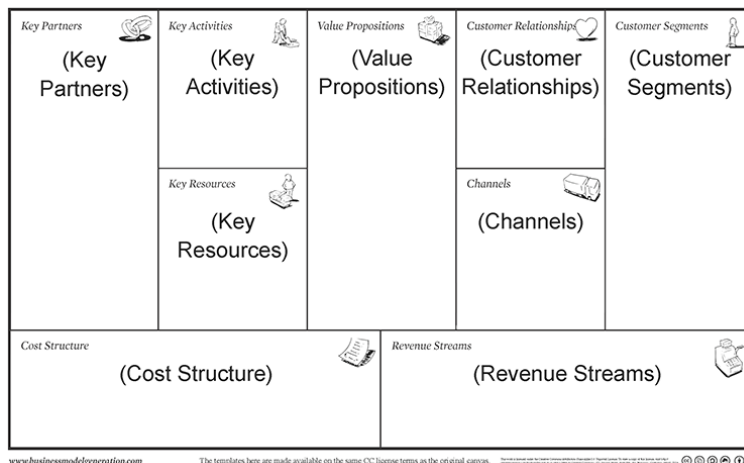 Key Partners
(Key
Partners)
Key Activities
(Key
Activities)
Key Resources
(Key
Resources)
Value Propositions
(Value
Propositions)
Customer Relationships
(Customer
Relationships)
Channels
(Channels)
Customer Segments
(Customer
Segments)
Cost Structure
(Cost Structure)
Revenue Streams
(Revenue Streams)
www.businessmodelgeneration.com
The templates here are made available on the same CC license terms as the original canvas.